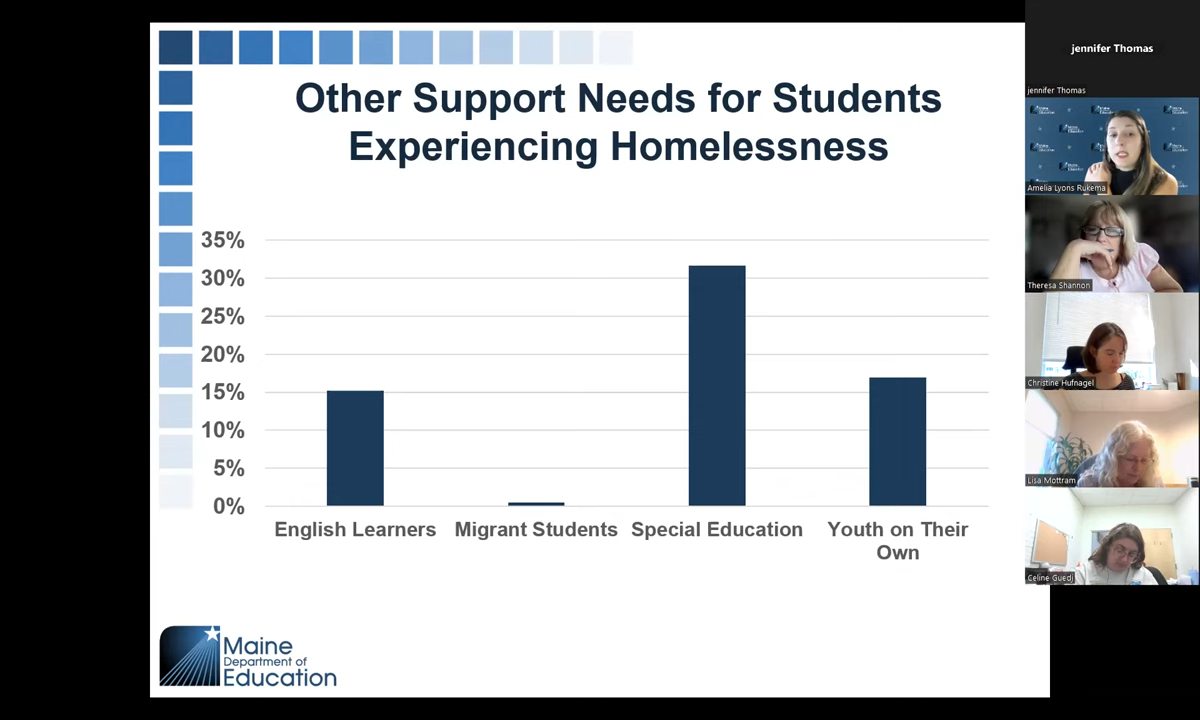 Other Support Needs for Students
Experiencing Homelessness
35%
30%
25%
20%
15%
10%
5%
0%
English Learners
Migrant Students
Special Education
Youth on Their
Own
Maine
Department of
Education
jennifer Thomas
jennifer Thomas
Maine
Education
Amelia Lyons Rukema
Theresa Shannon
Christine Hufnagel
Lisa Mottram
Celine Guedj